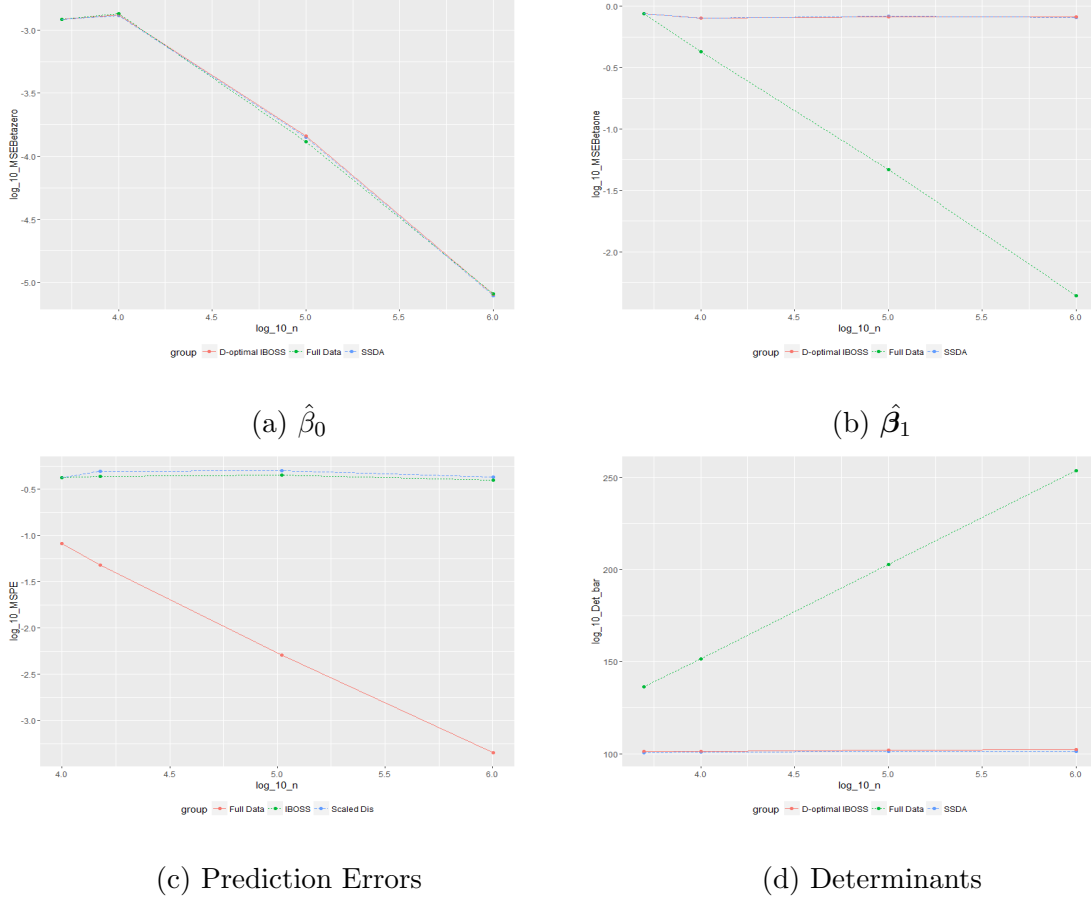 -3.0
-3.5
-4.0
-4.5
-5.0
log_10_MSEBetazero
4.0 4.5 5.0 5.5 6.0
log_10_n
group D-optimal IBOSS Full Data SSDA
(a) β̂₀
0.0
-0.5
-1.0
-1.5
-2.0
log_10_MSEBetaone
4.0 4.5 5.0 5.5 6.0
log_10_n
group D-optimal IBOSS Full Data SSDA
(b) β̂₁
-0.5
-1.0
-1.5
-2.0
-2.5
-3.0
log_10_MSPE
4.0 4.5 5.0 5.5 6.0
log_10_n
group Full Data IBOSS Scaled Dis
(c) Prediction Errors
250
200
150
100
log_10_Det_bar
4.0 4.5 5.0 5.5 6.0
log_10_n
group D-optimal IBOSS Full Data SSDA
(d) Determinants